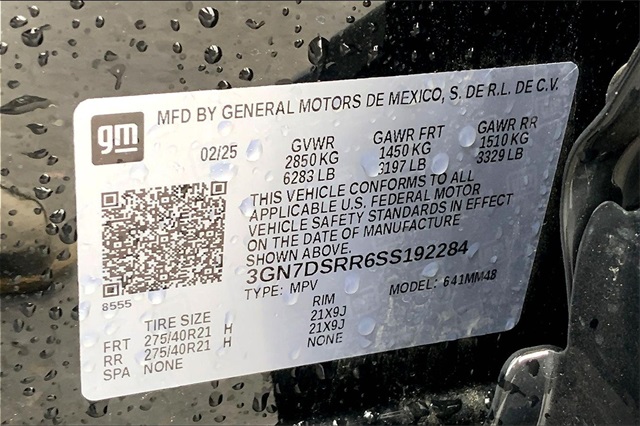 gm
MFD BY GENERAL MOTORS DE MEXICO, S. DE R.L. DE C.V.
02/25 GVWR GAWR FRT GAWR RR
2850 KG 1450 KG 1510 KG
6283 LB 3197 LB 3329 LB
THIS VEHICLE CONFORMS TO ALL
APPLICABLE U.S. FEDERAL MOTOR
VEHICLE SAFETY STANDARDS IN EFFECT
ON THE DATE OF MANUFACTURE
SHOWN ABOVE.
3GN7DSRR6SS192284
TYPE: MPV MODEL: 641MM48
8555
TIRE SIZE RIM
FRT 275/40R21 H 21X9J
RR 275/40R21 H 21X9J
SPA NONE NONE